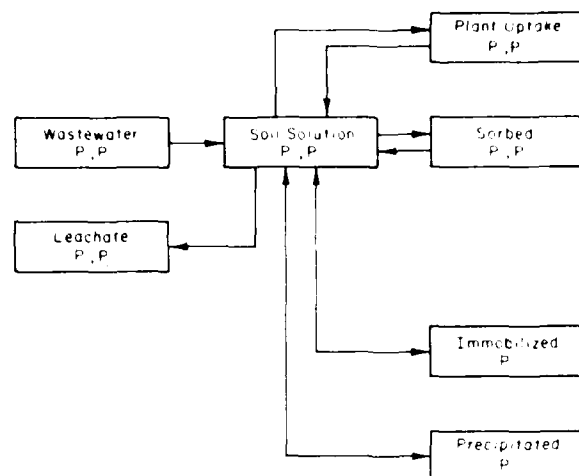 Plant Uptake
P , P
Wastewater
P , P
Soil Solution
P , P
Sorbed
P , P
Leachate
P , P
Immobilized
P
Precipitated
P